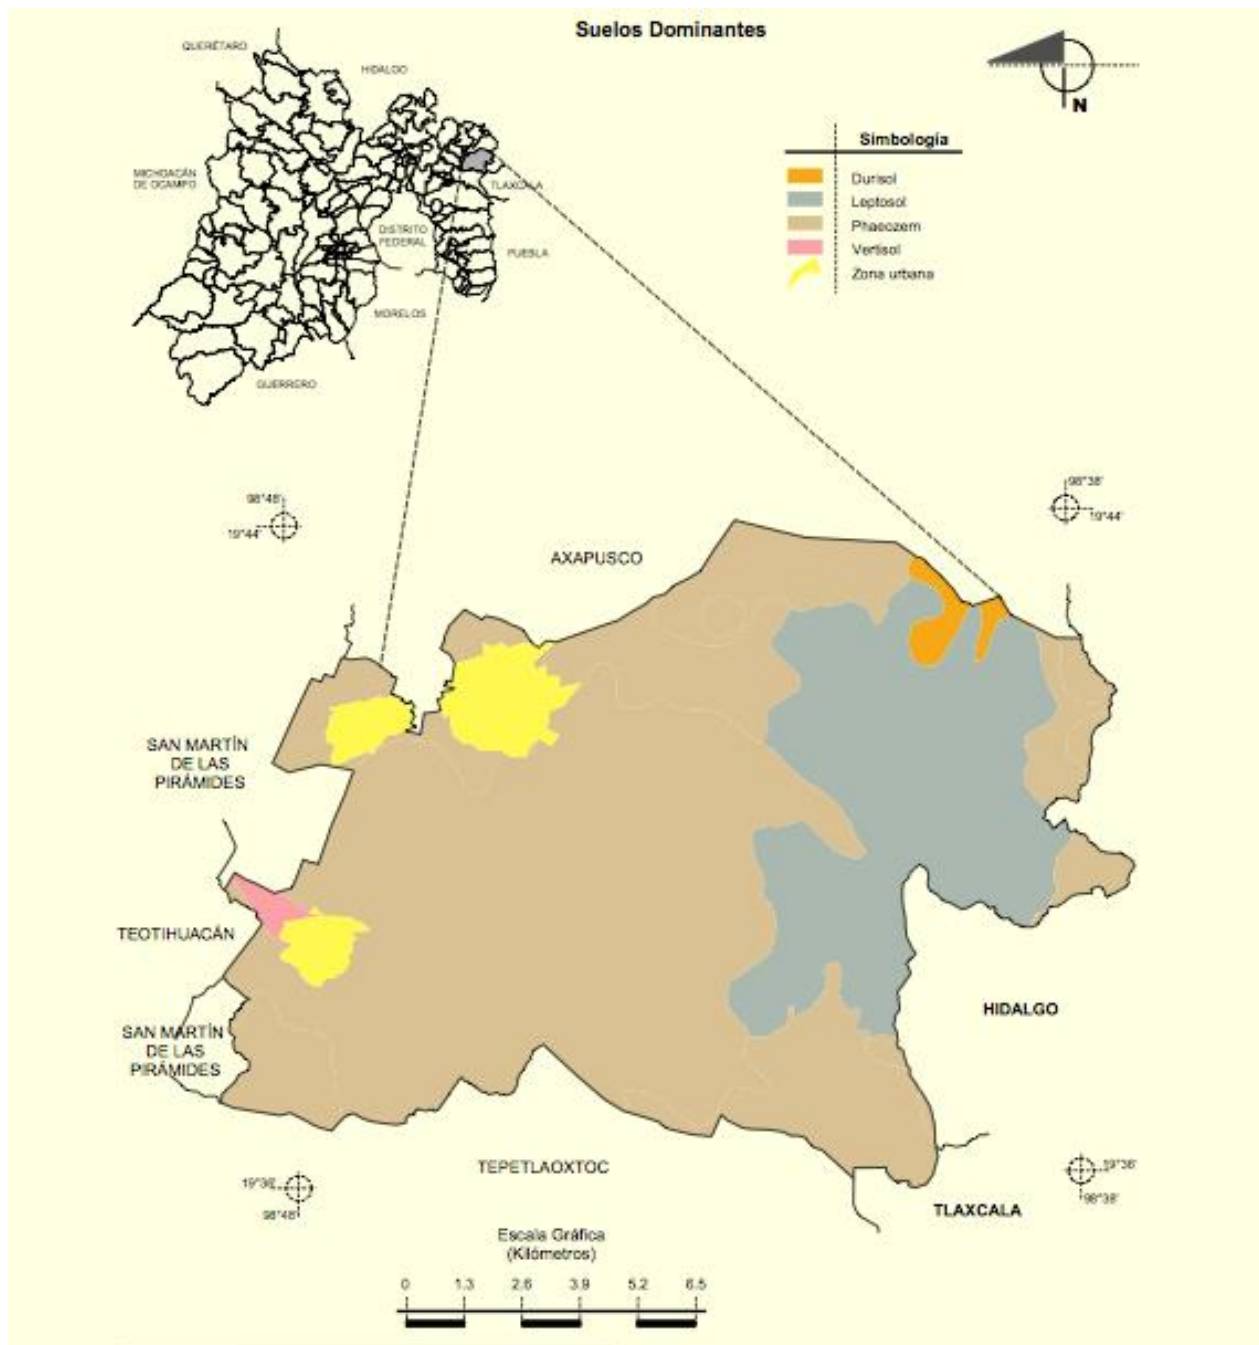 Suelos Dominantes
QUERÉTARO
HIDALGO
MICHOACÁN
DE OCAMPO
TLAXCALA
DISTRITO
FEDERAL
PUEBLA
MORELOS
GUERRERO
N
Simbología
Durisol
Leptosol
Phaeozem
Vertisol
Zona urbana
98°48'
19°44'
98°38'
19°44'
AXAPUSCO
SAN MARTÍN
DE LAS
PIRÁMIDES
TEOTIHUACÁN
SAN MARTÍN
DE LAS
PIRÁMIDES
HIDALGO
TEPETLAOXTOC
TLAXCALA
19°36'
98°48'
19°36'
98°38'
Escala Gráfica
(Kilómetros)
0 1.3 2.6 3.9 5.2 6.5